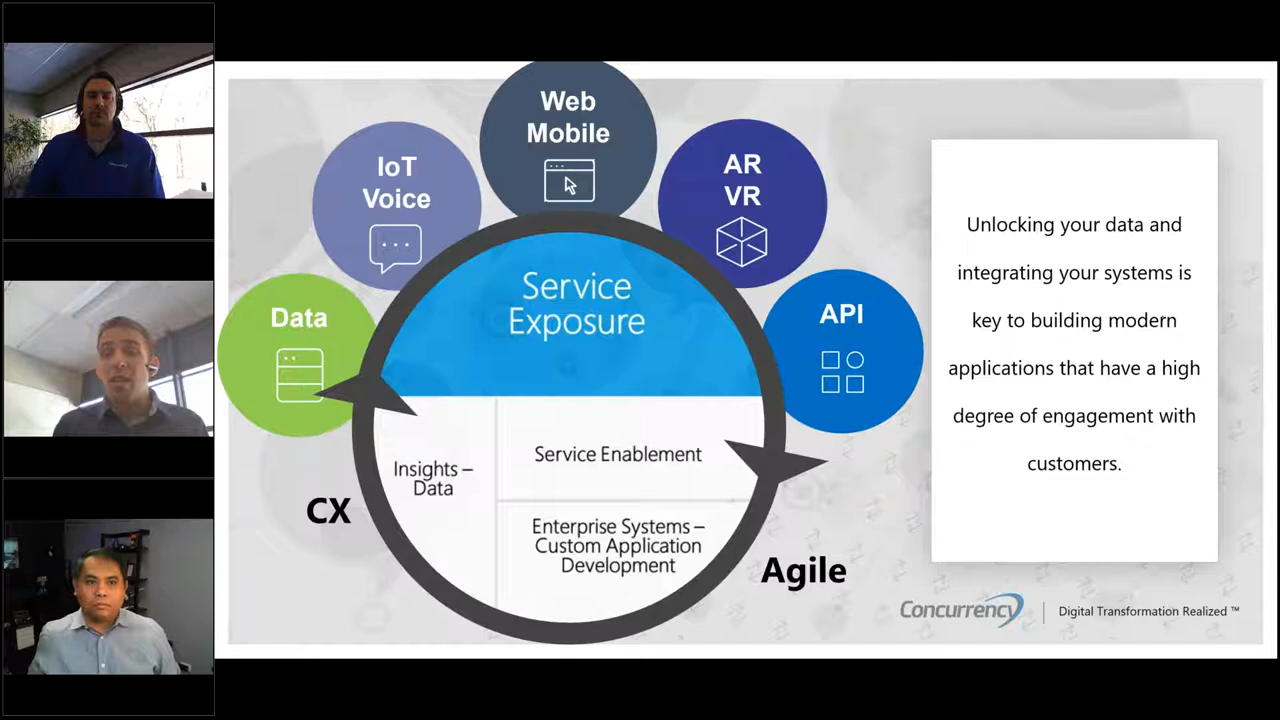 Web
Mobile
IoT
Voice
AR
VR
Data
API
Service
Exposure
Insights –
Data
Service Enablement
Enterprise Systems –
Custom Application
Development
CX
Agile
Unlocking your data and
integrating your systems is
key to building modern
applications that have a high
degree of engagement with
customers.
Concurrency
Digital Transformation Realized ™